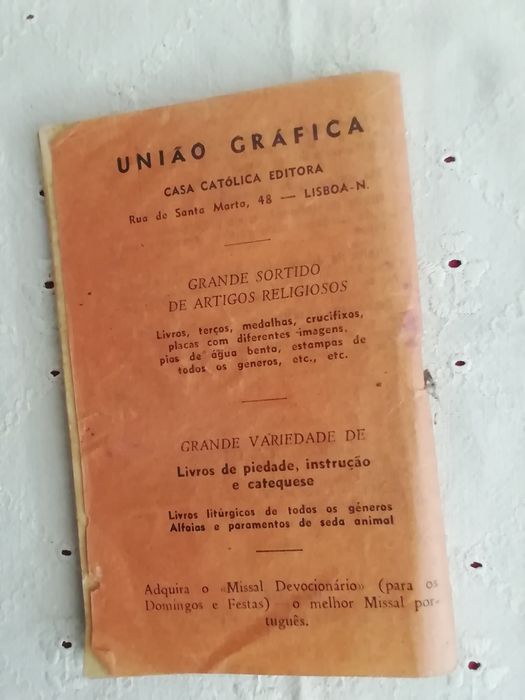 UNIÃO GRÁFICA
CASA CATÓLICA EDITORA
Rua de Santa Marta, 48 — LISBOA-N.
GRANDE SORTIDO
DE ARTIGOS RELIGIOSOS
Livros, terços, medalhas, crucifixos,
placas com diferentes imagens,
pias de água benta, estampas de
todos os géneros, etc., etc.
GRANDE VARIEDADE DE
Livros de piedade, instrução
e catequese
Livros litúrgicos de todos os géneros
Alfaias e paramentos de seda animal
Adquira o «Missal Devocionário» (para os
Domingos e Festas) — o melhor Missal por-
tuguês.